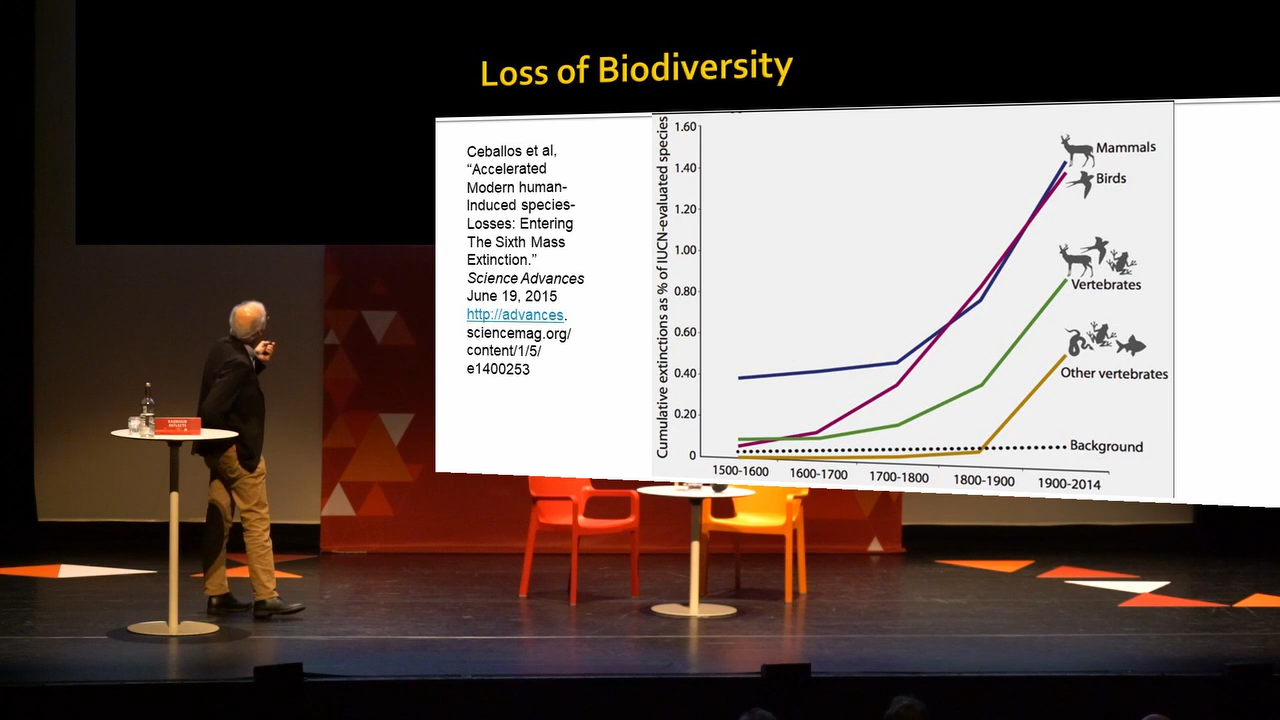 Loss of Biodiversity
Ceballos et al,
“Accelerated
Modern human-
Induced species-
Losses: Entering
The Sixth Mass
Extinction.”
Science Advances
June 19, 2015
http://advances.
sciencemag.org/
content/1/5/
e1400253
Cumulative extinctions as % of IUCN-evaluated species
1.60
1.40
1.20
1.00
0.80
0.60
0.40
0.20
0
Mammals
Birds
Vertebrates
Other vertebrates
Background
1500-1600
1600-1700
1700-1800
1800-1900
1900-2014